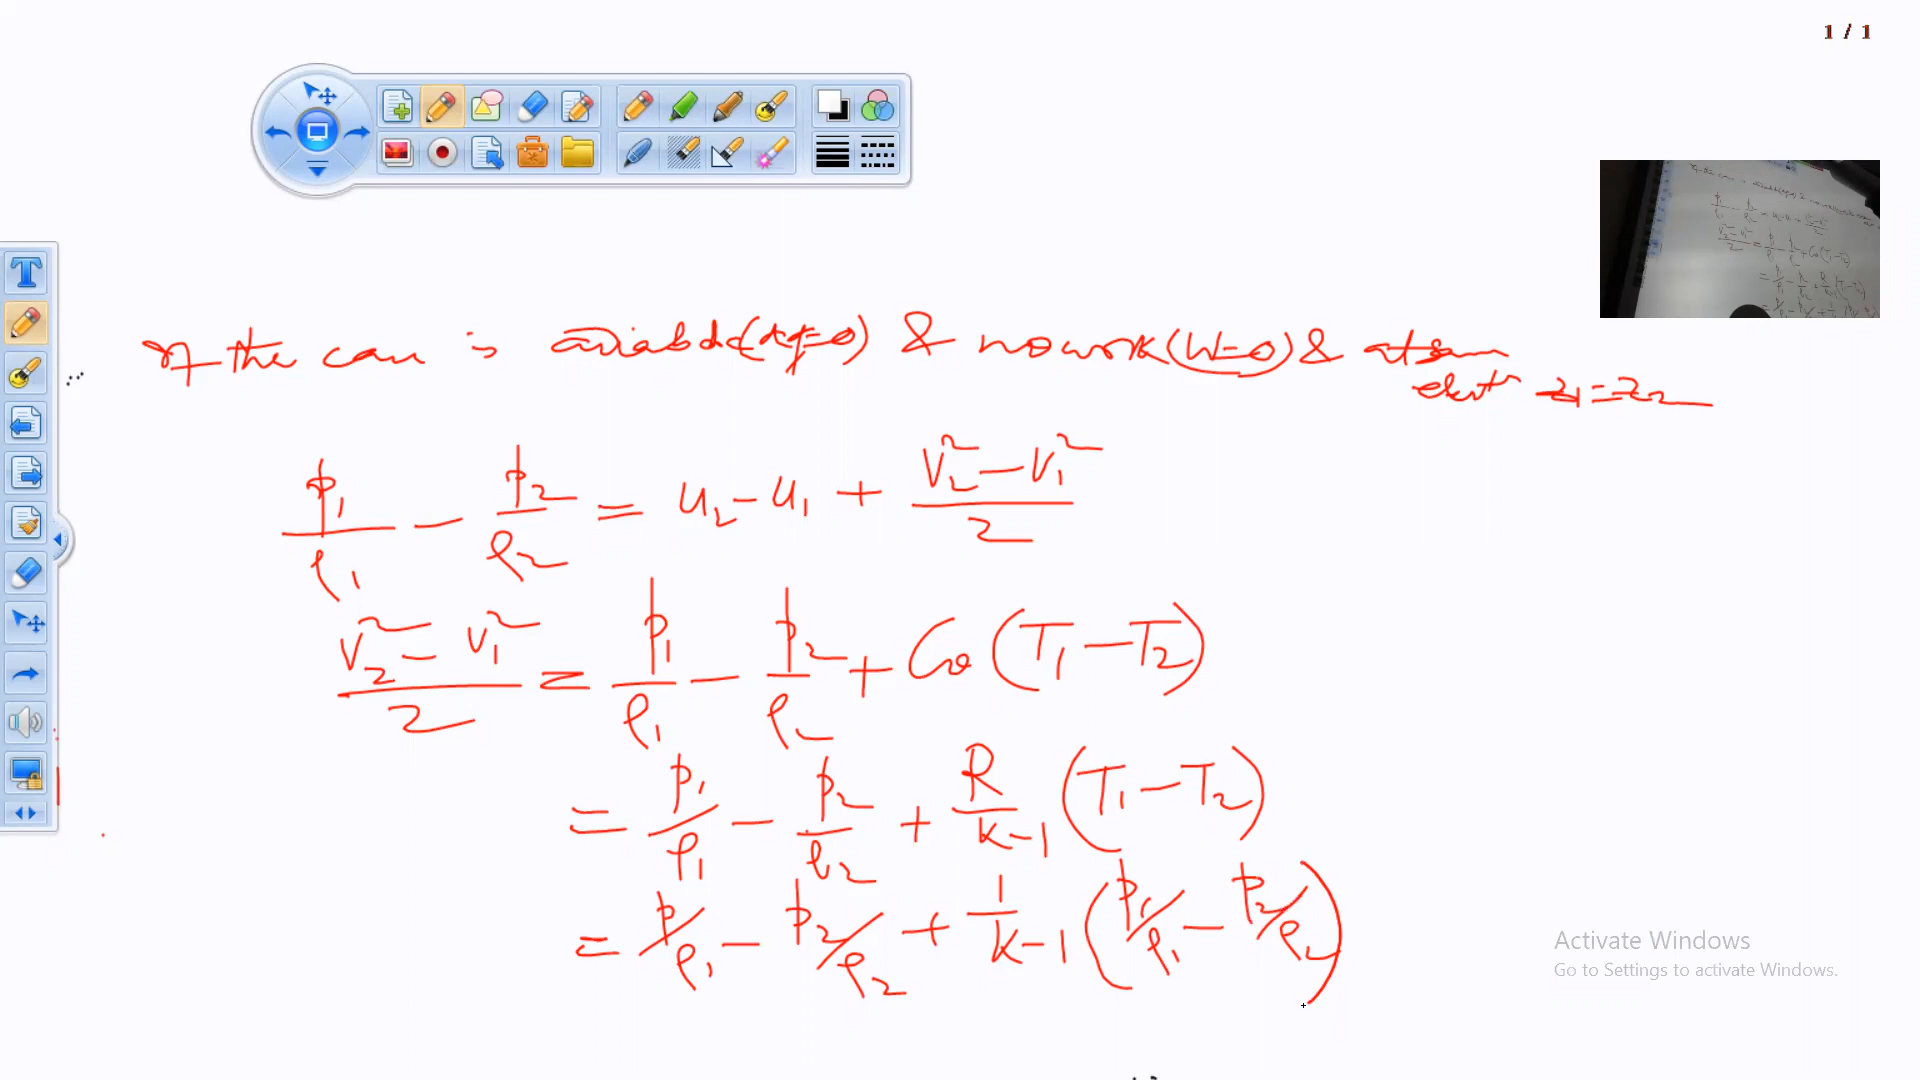 1 / 1
If the case is adiabatic (dq=0) & no work (W=0) & at same
elevtn z₁ = z₂
p₁/ρ₁ − p₂/ρ₂ = u₂ − u₁ + (V₂² − V₁²)/2
(V₂² − V₁²)/2 = p₁/ρ₁ − p₂/ρ₂ + Cv (T₁ − T₂)
= p₁/ρ₁ − p₂/ρ₂ + R/(k−1) (T₁ − T₂)
= p/ρ₁ − p₂/ρ₂ + 1/(k−1) (p₁/ρ₁ − p₂/ρ₂)
Activate Windows
Go to Settings to activate Windows.